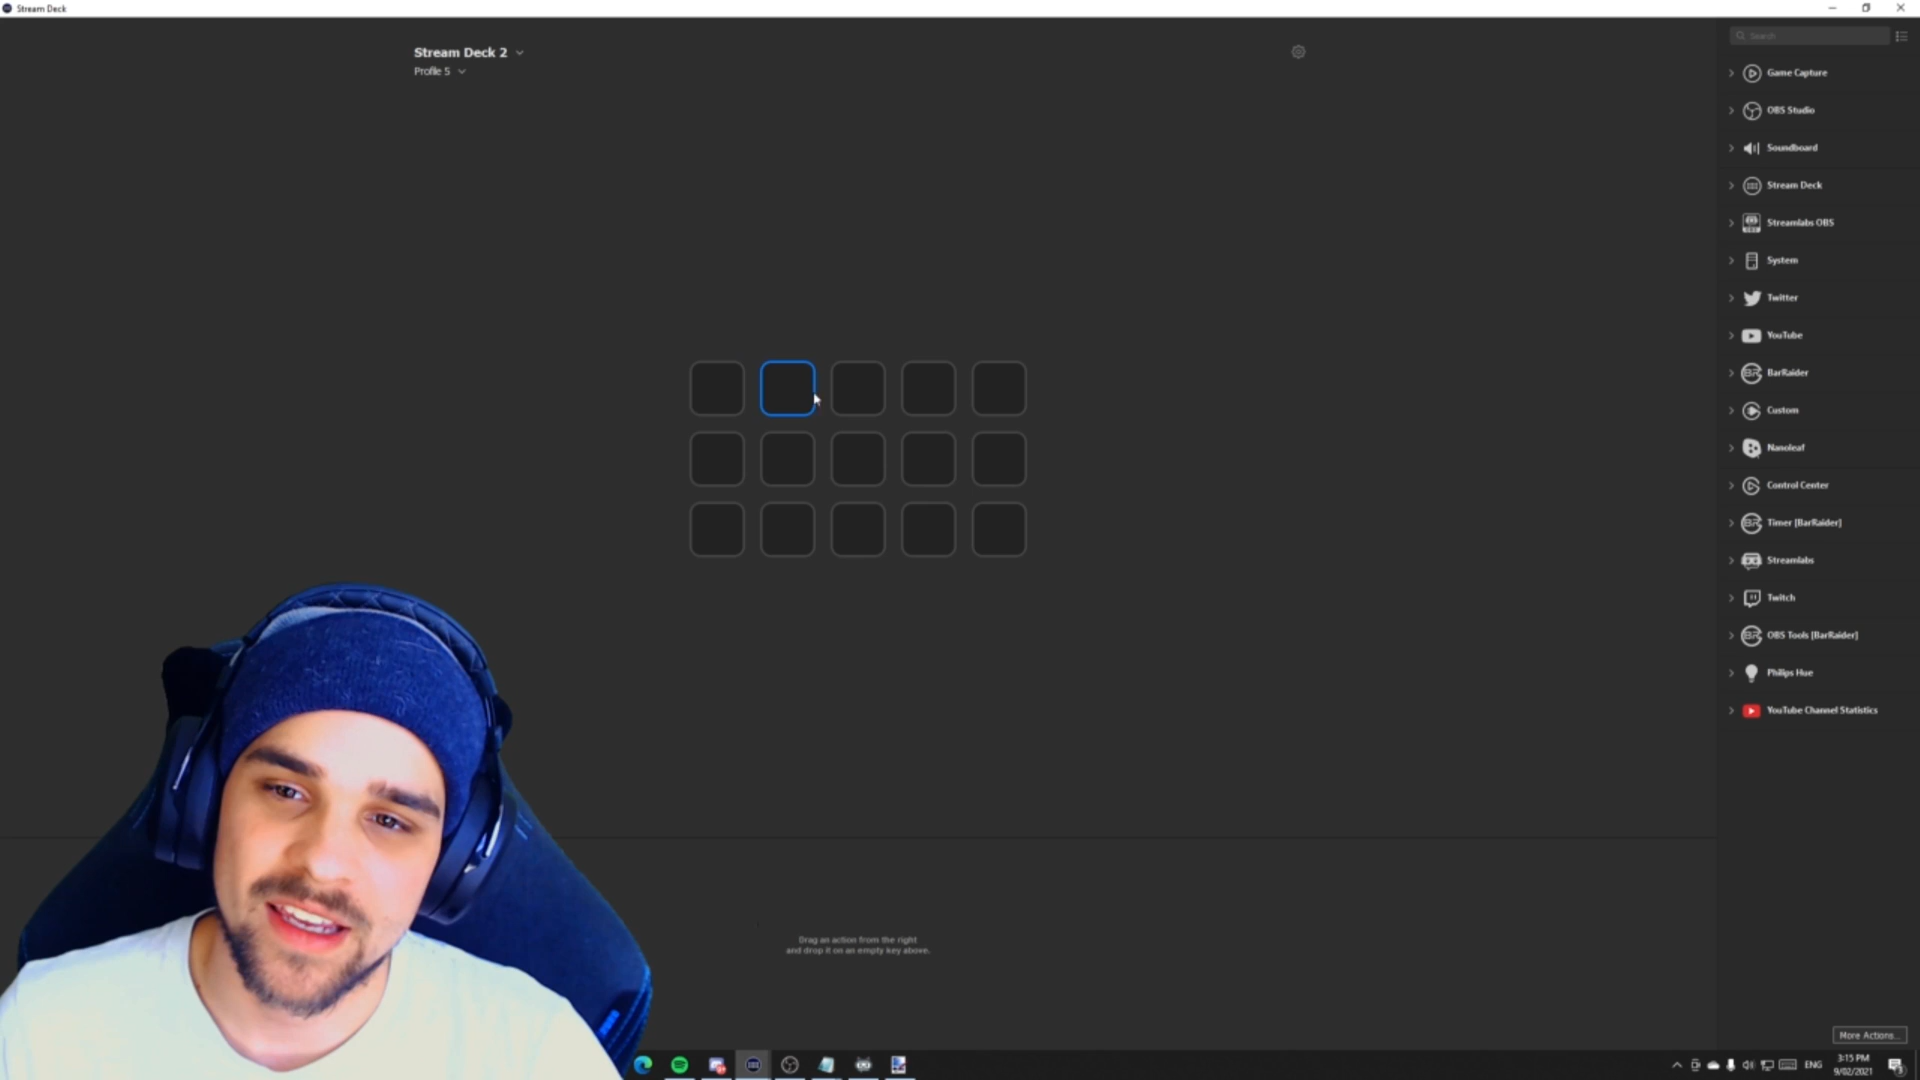 Stream Deck
Stream Deck 2
Profile 5
Search
Game Capture
OBS Studio
Soundboard
Stream Deck
Streamlabs OBS
System
Twitter
YouTube
BarRaider
Custom
Nanoleaf
Control Center
Timer [BarRaider]
Streamlabs
Twitch
OBS Tools [BarRaider]
Philips Hue
YouTube Channel Statistics
Drag an action from the right
and drop it on an empty key above.
More Actions...
ENG
3:15 PM
9/02/2021